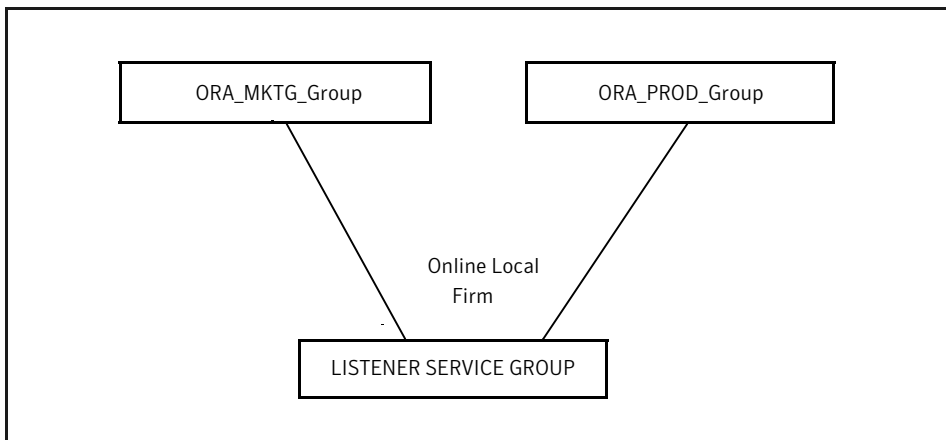 ORA_MKTG_Group
ORA_PROD_Group
Online Local
Firm
LISTENER SERVICE GROUP